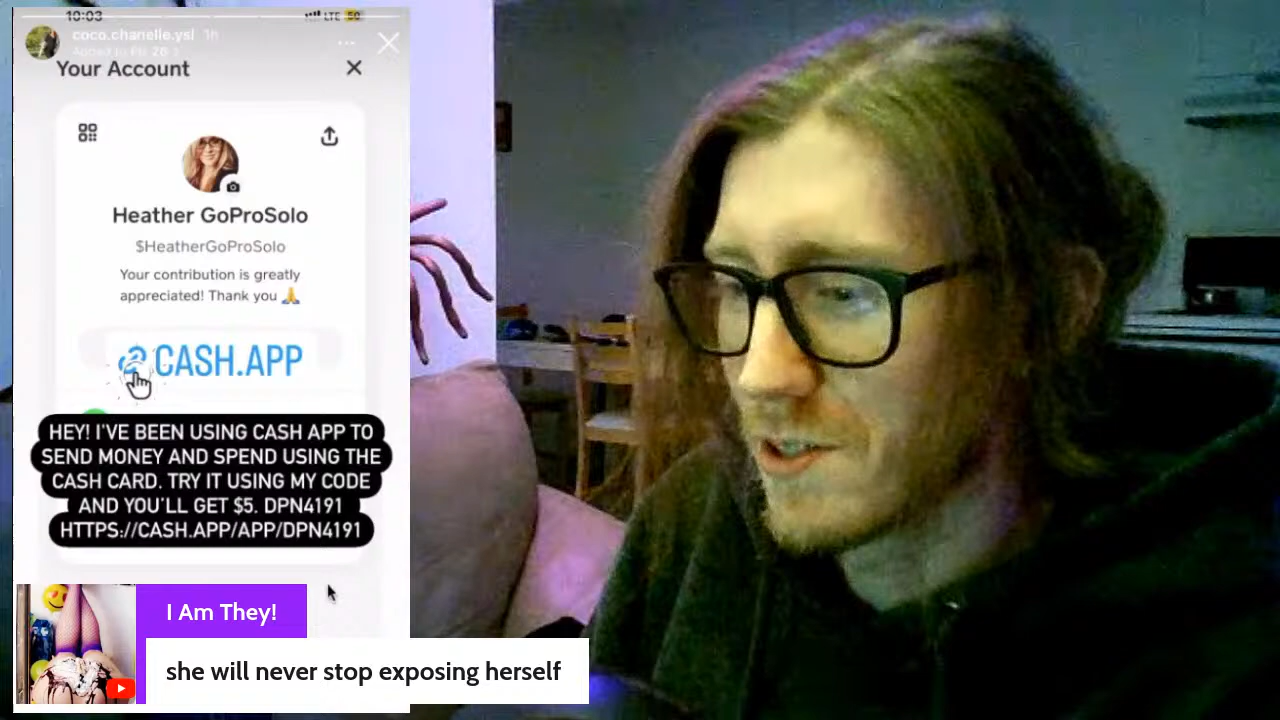 10:03
LTE 50
coco.chanelle.ysl 1h
Your Account
Heather GoProSolo
$HeatherGoProSolo
Your contribution is greatly
appreciated! Thank you 🙏
CASH.APP
HEY! I'VE BEEN USING CASH APP TO
SEND MONEY AND SPEND USING THE
CASH CARD. TRY IT USING MY CODE
AND YOU'LL GET $5. DPN4191
HTTPS://CASH.APP/APP/DPN4191
I Am They!
she will never stop exposing herself